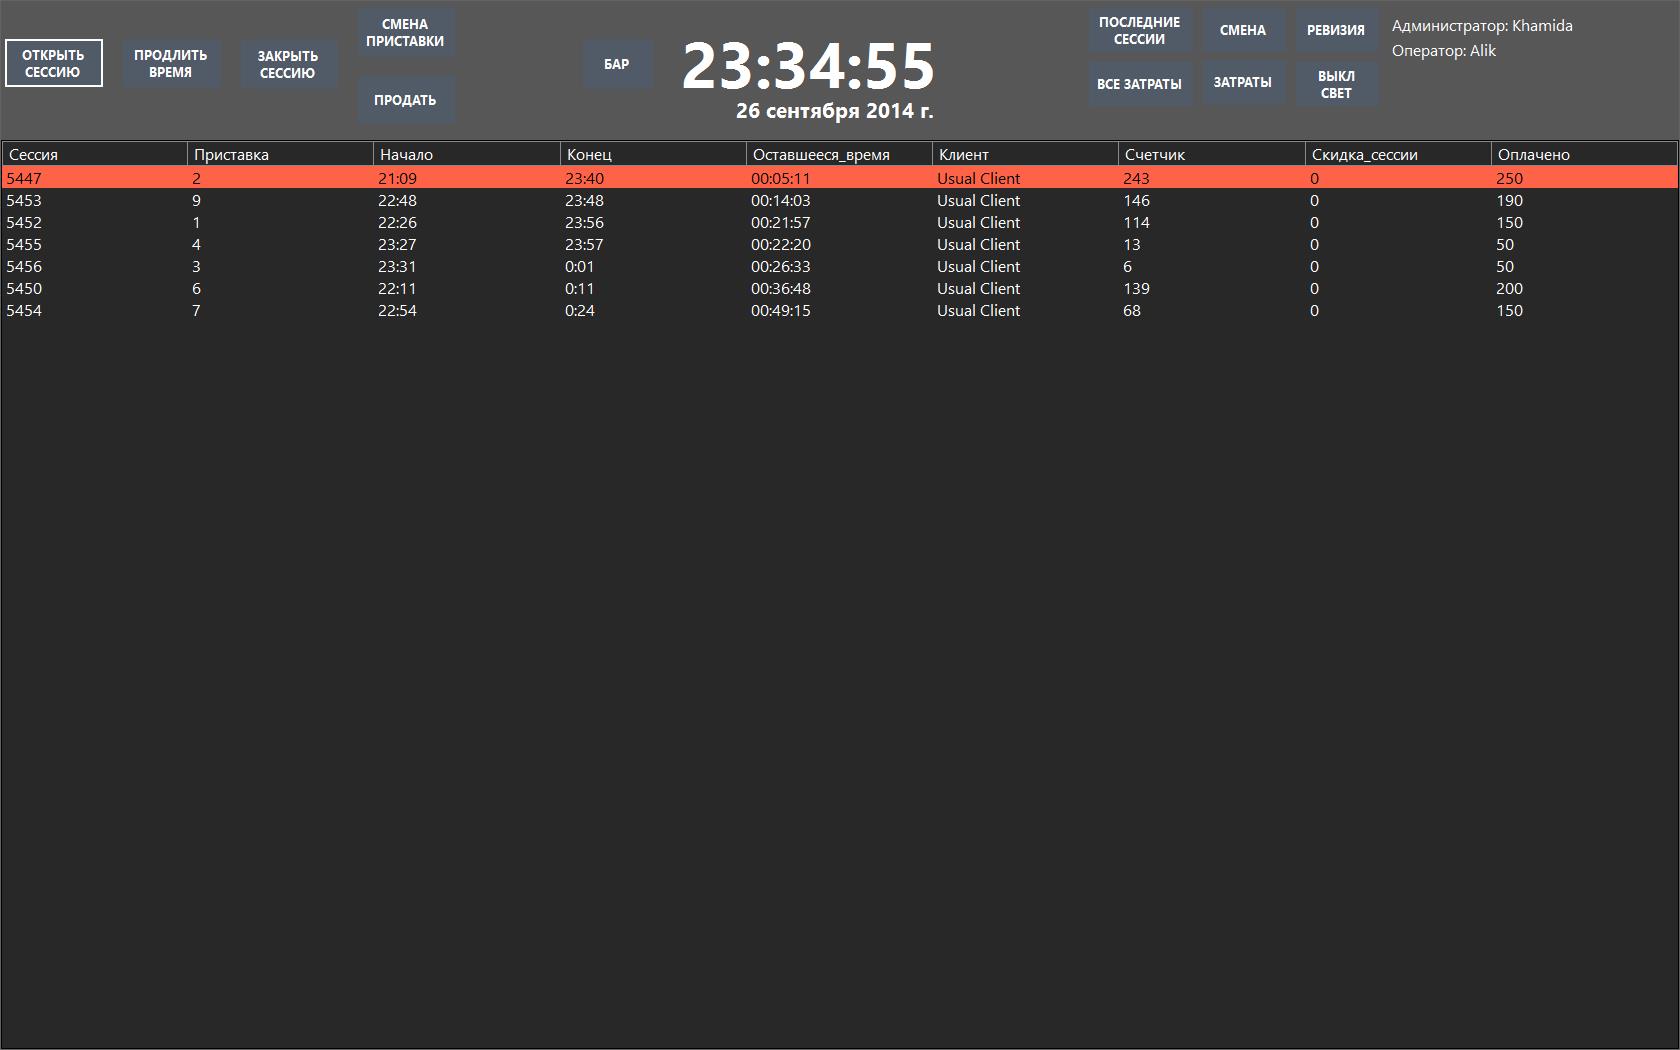 ОТКРЫТЬ
СЕССИЮ
ПРОДЛИТЬ
ВРЕМЯ
ЗАКРЫТЬ
СЕССИЮ
СМЕНА
ПРИСТАВКИ
ПРОДАТЬ
БАР
23:34:55
26 сентября 2014 г.
ПОСЛЕДНИЕ
СЕССИИ
СМЕНА
РЕВИЗИЯ
ВСЕ ЗАТРАТЫ
ЗАТРАТЫ
ВЫКЛ
СВЕТ
Администратор: Khamida
Оператор: Alik
Сессия Приставка Начало Конец Оставшееся_время Клиент Счетчик Скидка_сессии Оплачено
5447 2 21:09 23:40 00:05:11 Usual Client 243 0 250
5453 9 22:48 23:48 00:14:03 Usual Client 146 0 190
5452 1 22:26 23:56 00:21:57 Usual Client 114 0 150
5455 4 23:27 23:57 00:22:20 Usual Client 13 0 50
5456 3 23:31 0:01 00:26:33 Usual Client 6 0 50
5450 6 22:11 0:11 00:36:48 Usual Client 139 0 200
5454 7 22:54 0:24 00:49:15 Usual Client 68 0 150